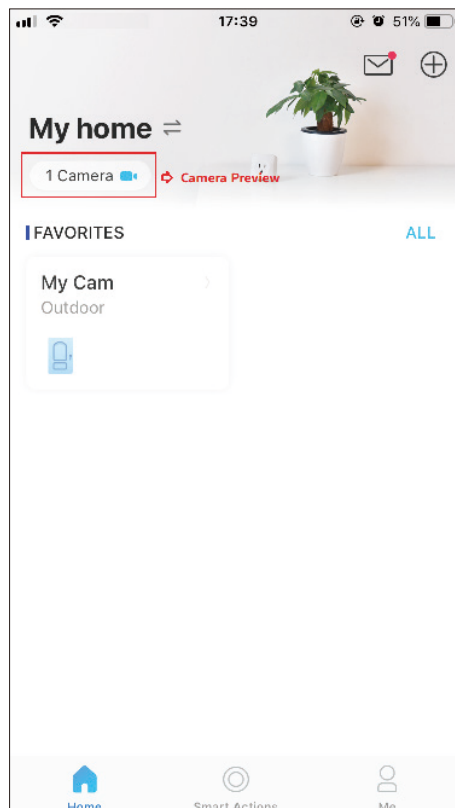 17:39
51%
My home
1 Camera
Camera Preview
FAVORITES
ALL
My Cam
Outdoor
Home
Smart Actions
Me